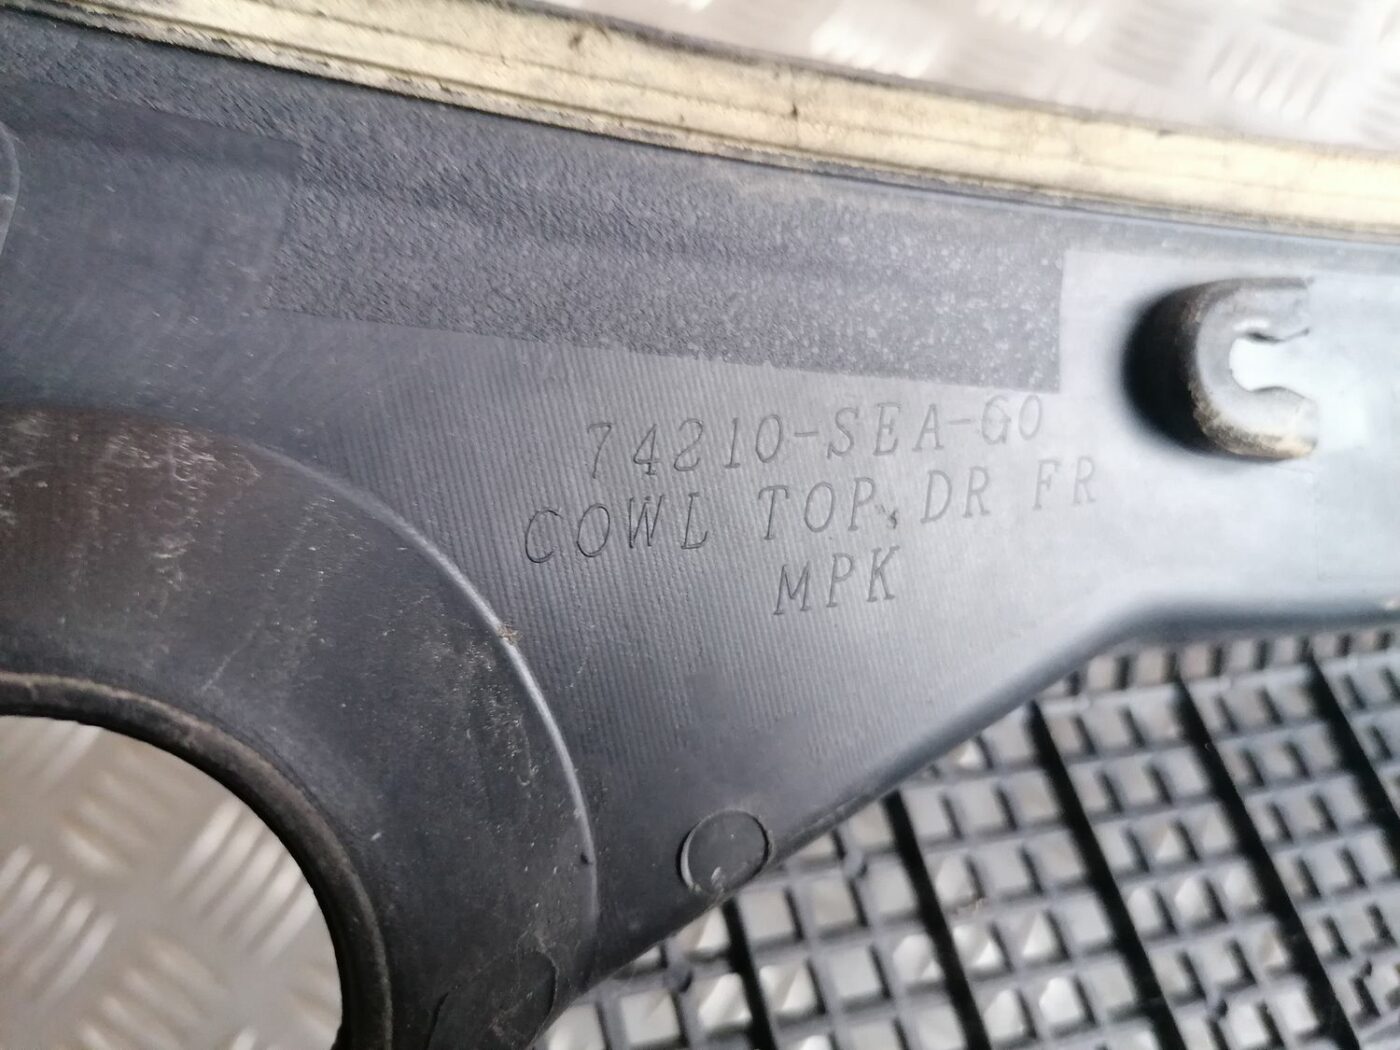 74210-SEA-G0
COWL TOP, DR FR
MPK